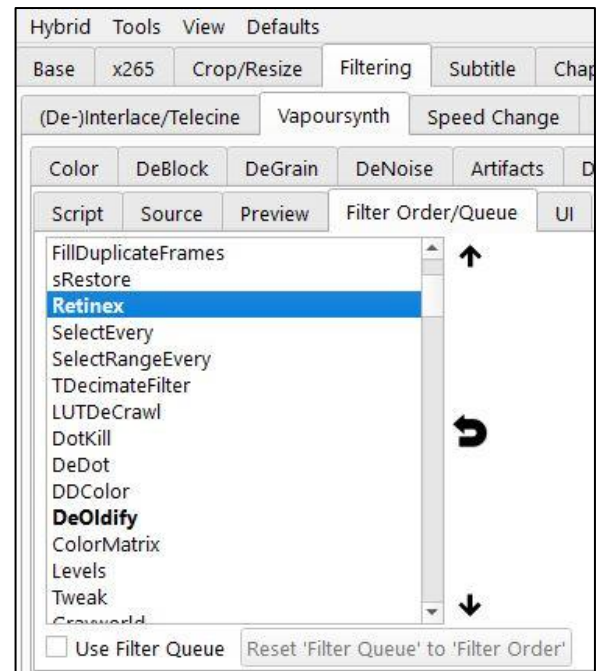 Hybrid Tools View Defaults
Base x265 Crop/Resize Filtering Subtitle Chap
(De-)Interlace/Telecine Vapoursynth Speed Change
Color DeBlock DeGrain DeNoise Artifacts D
Script Source Preview Filter Order/Queue UI
FillDuplicateFrames
sRestore
Retinex
SelectEvery
SelectRangeEvery
TDecimateFilter
LUTDeCrawl
DotKill
DeDot
DDColor
DeOldify
ColorMatrix
Levels
Tweak
Grayworld
Use Filter Queue Reset 'Filter Queue' to 'Filter Order'